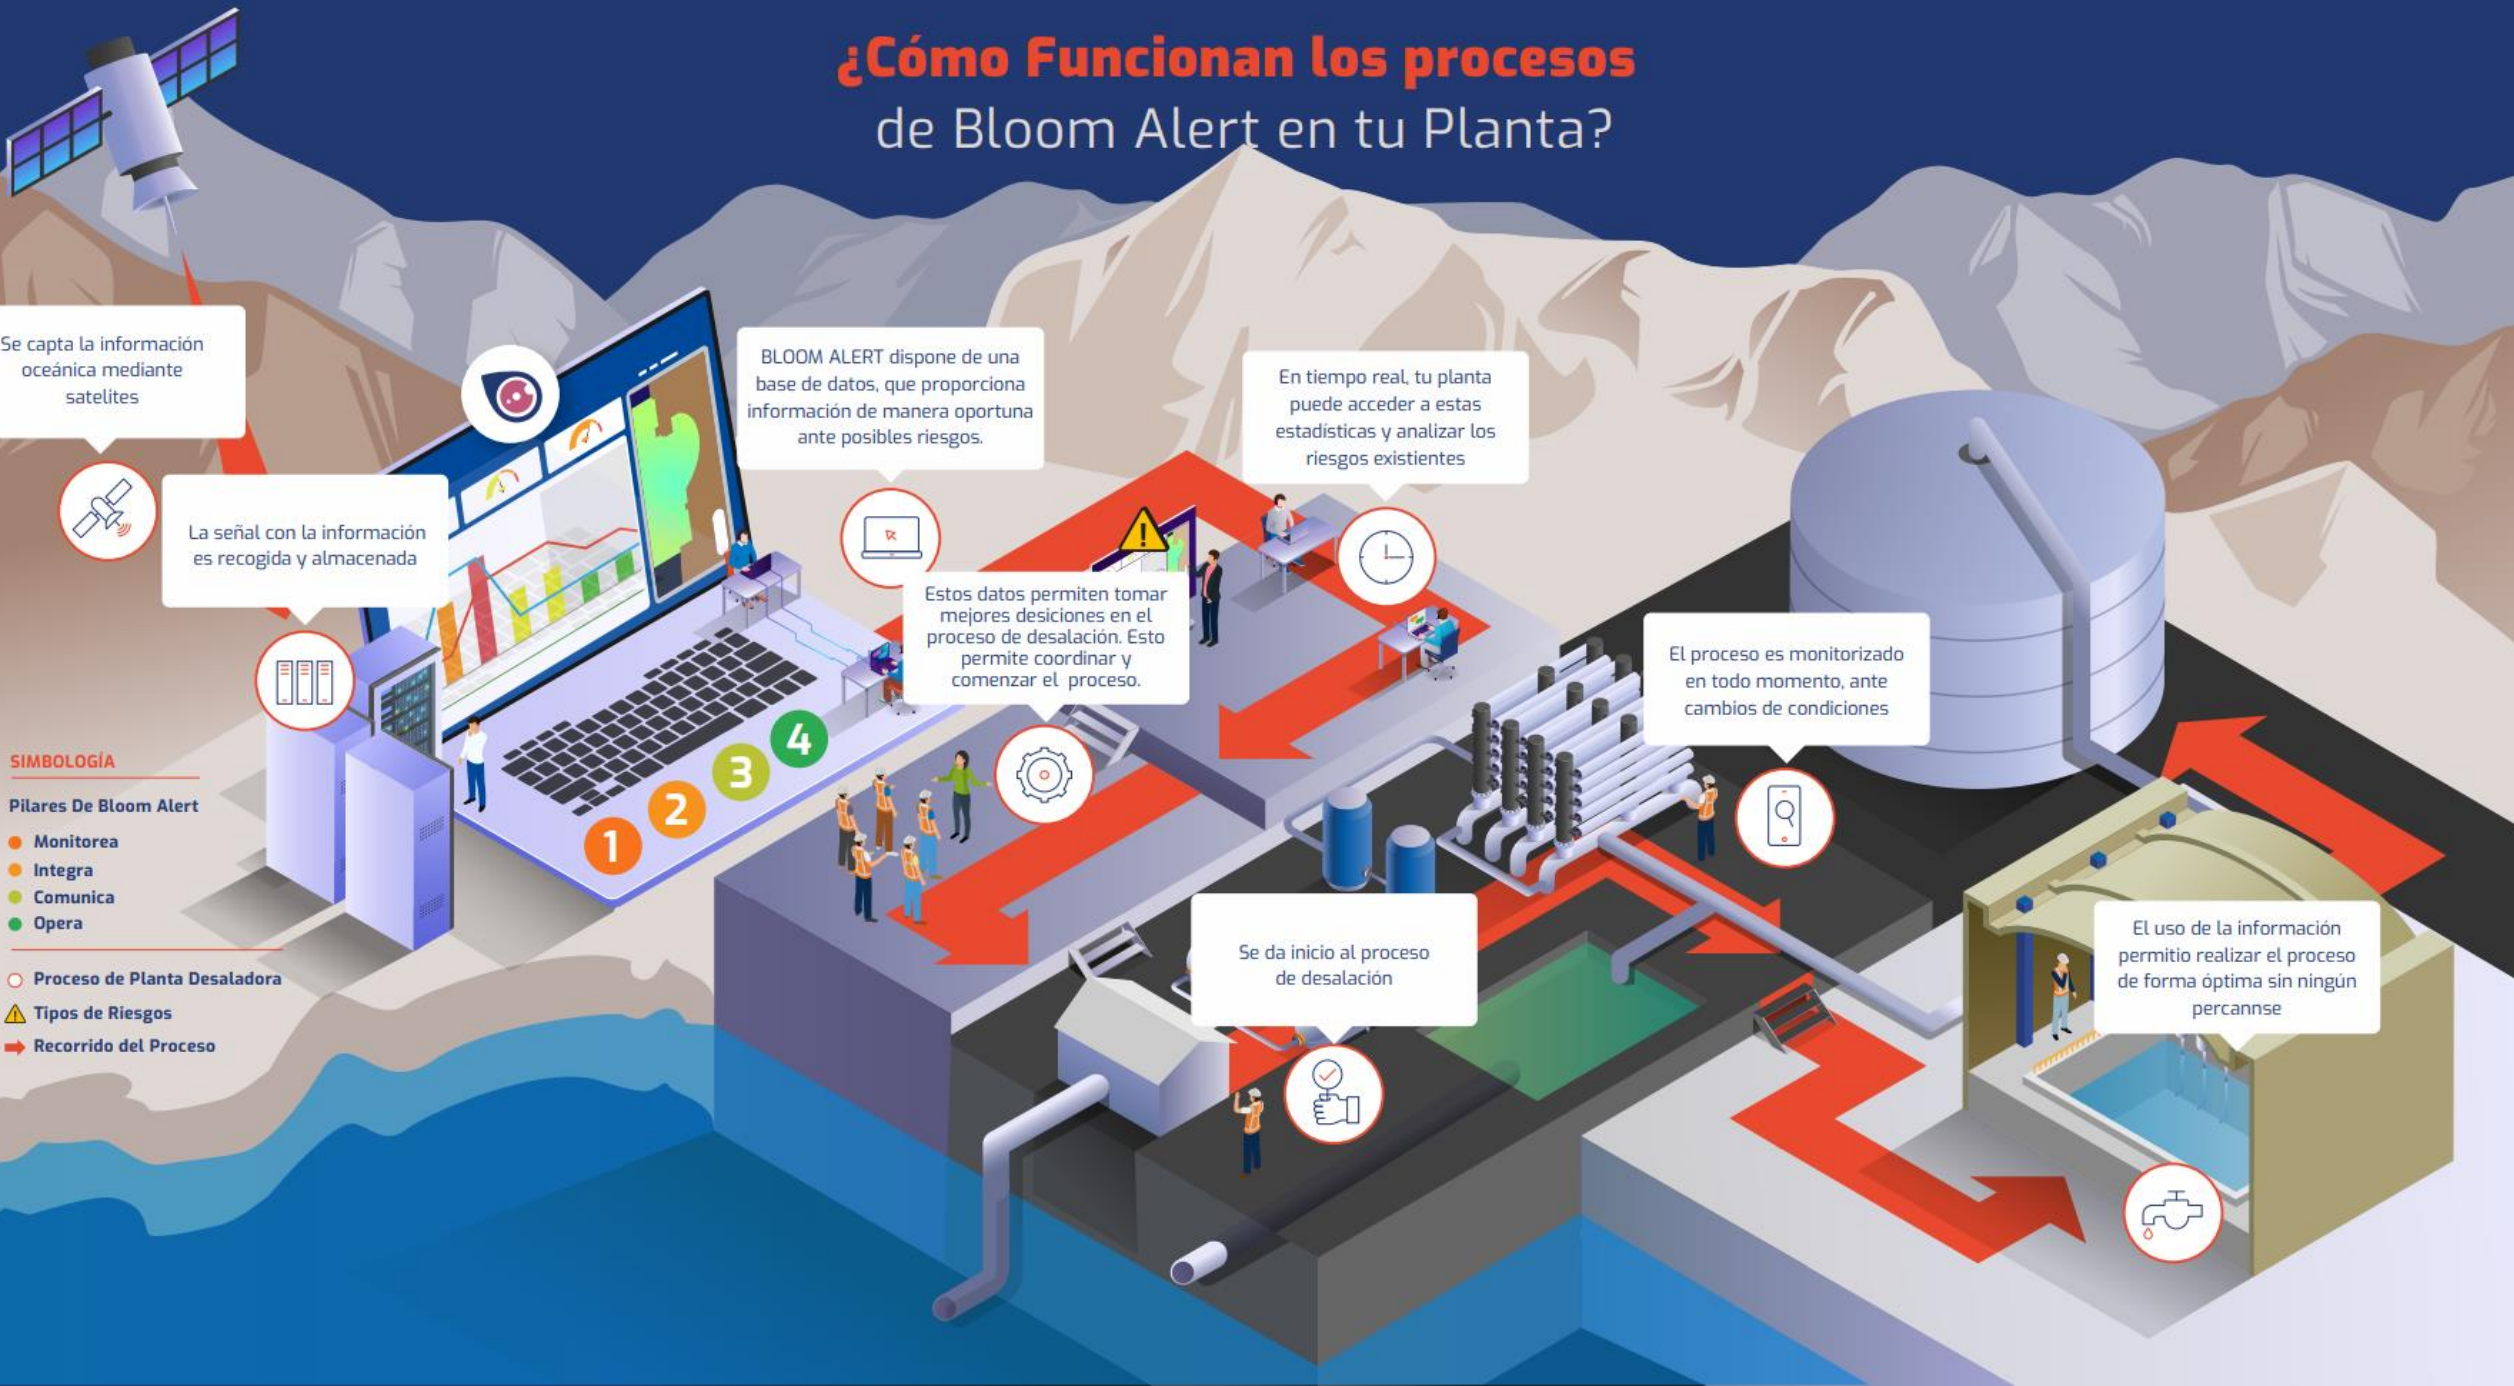 ¿Cómo Funcionan los procesos
de Bloom Alert en tu Planta?
Se capta la información
oceánica mediante
satelites
La señal con la información
es recogida y almacenada
BLOOM ALERT dispone de una
base de datos, que proporciona
información de manera oportuna
ante posibles riesgos.
En tiempo real, tu planta
puede acceder a estas
estadísticas y analizar los
riesgos existientes
Estos datos permiten tomar
mejores desiciones en el
proceso de desalación. Esto
permite coordinar y
comenzar el proceso.
El proceso es monitorizado
en todo momento, ante
cambios de condiciones
Se da inicio al proceso
de desalación
El uso de la información
permitio realizar el proceso
de forma óptima sin ningún
percannse
1
2
3
4
SIMBOLOGÍA
Pilares De Bloom Alert
Monitorea
Integra
Comunica
Opera
Proceso de Planta Desaladora
Tipos de Riesgos
Recorrido del Proceso